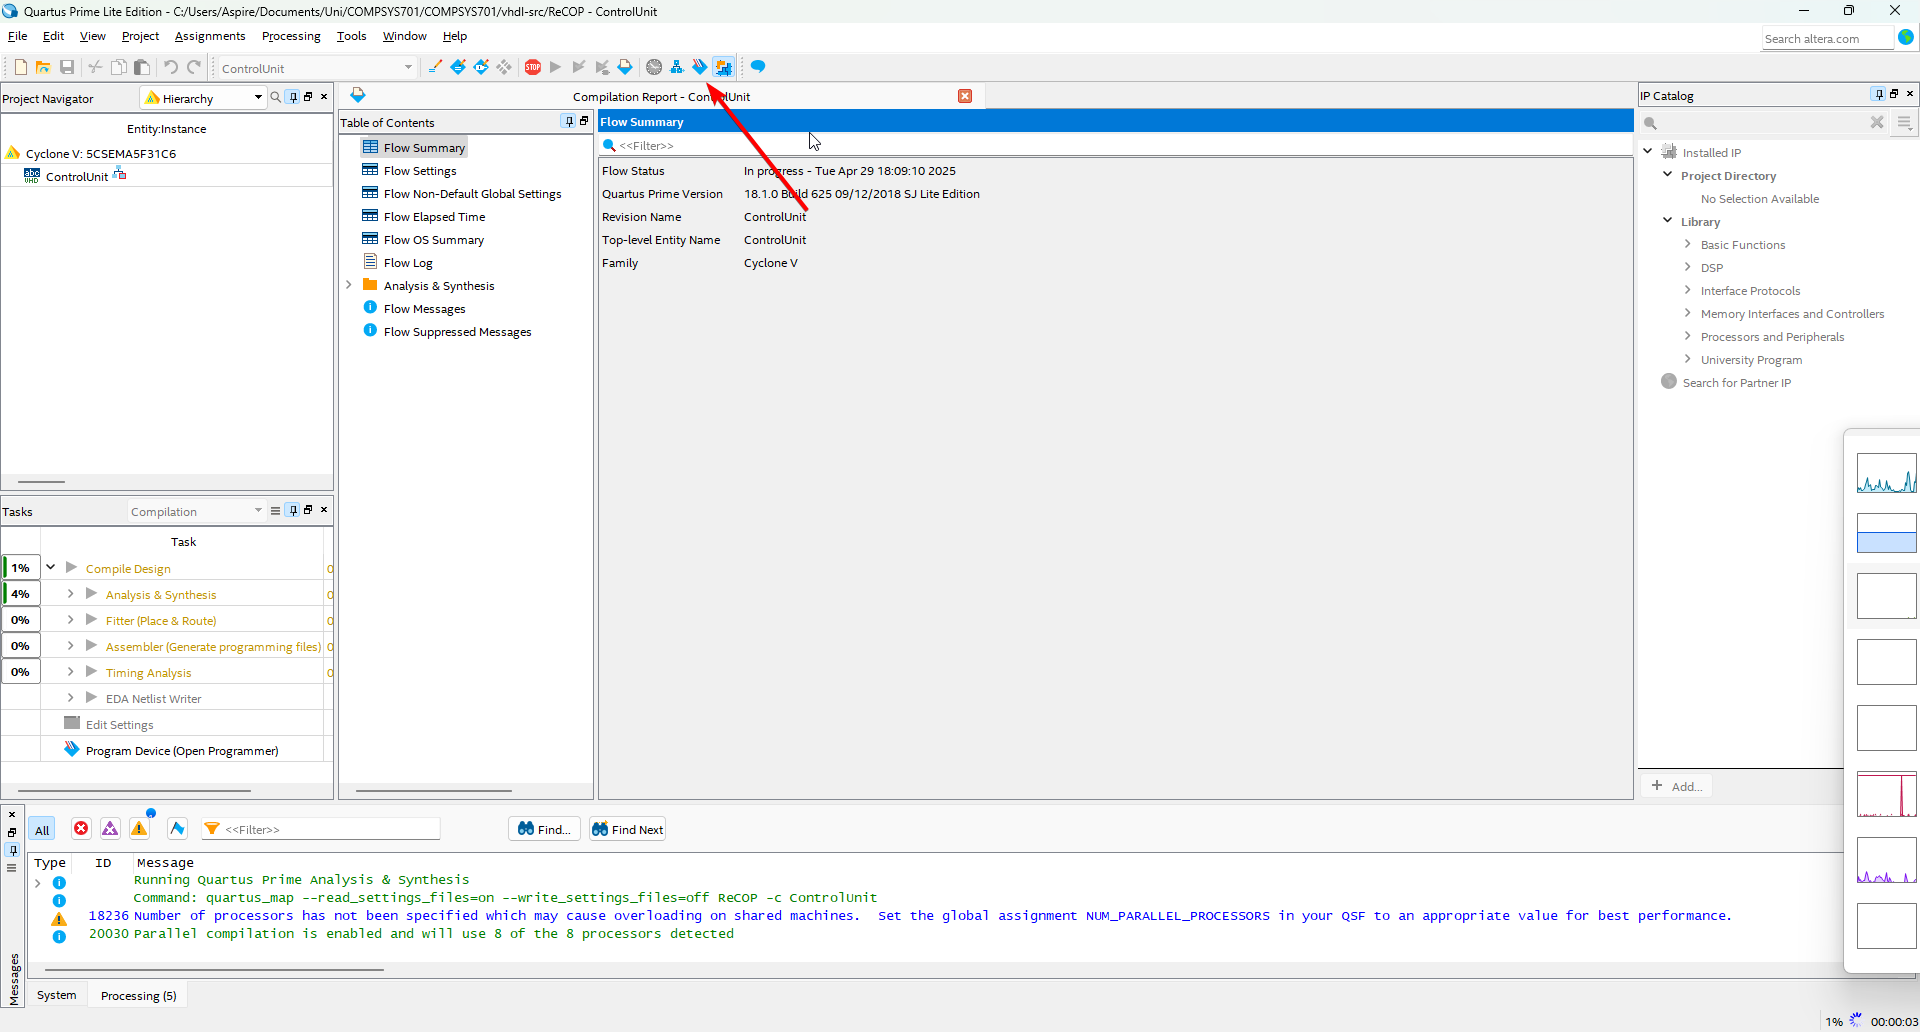 Quartus Prime Lite Edition - C:/Users/Aspire/Documents/Uni/COMPSYS701/COMPSYS701/vhdl-src/ReCOP - ControlUnit
File Edit View Project Assignments Processing Tools Window Help
Search altera.com
ControlUnit
STOP
Project Navigator
Hierarchy
Entity:Instance
Cyclone V: 5CSEMA5F31C6
abc VHD ControlUnit
Compilation Report - ControlUnit
Table of Contents
Flow Summary
Flow Settings
Flow Non-Default Global Settings
Flow Elapsed Time
Flow OS Summary
Flow Log
Analysis & Synthesis
Flow Messages
Flow Suppressed Messages
Flow Summary
<<Filter>>
Flow Status In progress - Tue Apr 29 18:09:10 2025
Quartus Prime Version 18.1.0 Build 625 09/12/2018 SJ Lite Edition
Revision Name ControlUnit
Top-level Entity Name ControlUnit
Family Cyclone V
IP Catalog
Installed IP
Project Directory
No Selection Available
Library
Basic Functions
DSP
Interface Protocols
Memory Interfaces and Controllers
Processors and Peripherals
University Program
Search for Partner IP
+ Add...
Tasks
Compilation
Task
1% Compile Design 0
4% Analysis & Synthesis 0
0% Fitter (Place & Route) 0
0% Assembler (Generate programming files) 0
0% Timing Analysis 0
EDA Netlist Writer
Edit Settings
Program Device (Open Programmer)
All
<<Filter>>
Find...
Find Next
Type ID Message
Running Quartus Prime Analysis & Synthesis
Command: quartus_map --read_settings_files=on --write_settings_files=off ReCOP -c ControlUnit
18236 Number of processors has not been specified which may cause overloading on shared machines. Set the global assignment NUM_PARALLEL_PROCESSORS in your QSF to an appropriate value for best performance.
20030 Parallel compilation is enabled and will use 8 of the 8 processors detected
Messages
System
Processing (5)
1% 00:00:03